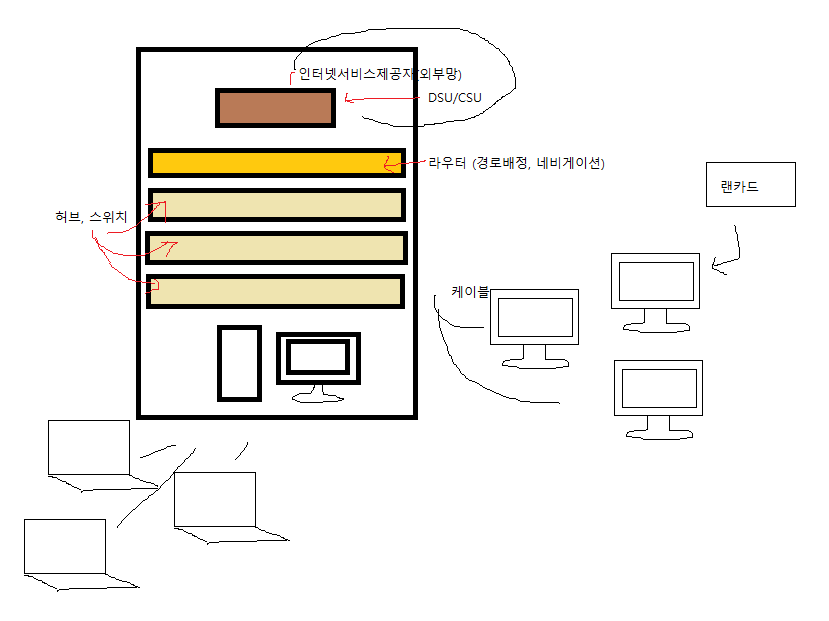 인터넷서비스제공자(외부망)
DSU/CSU
라우터 (경로배정, 네비게이션)
랜카드
허브, 스위치
케이블